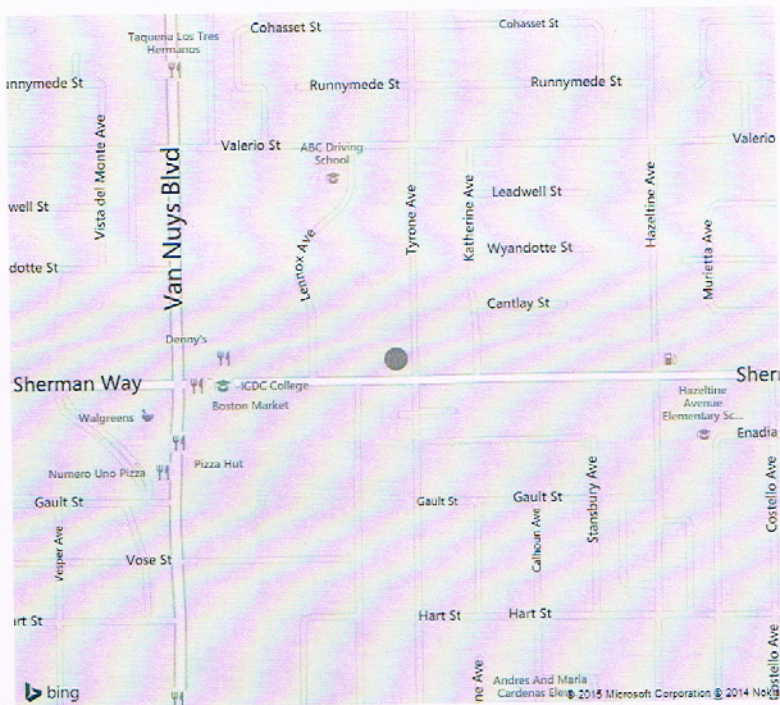 Cohasset St
Cohasset St
Taqueria Los Tres
Hermanos
unnymede St
Runnymede St
Runnymede St
Valerio St
ABC Driving
School
Valerio
Vista del Monte Ave
Van Nuys Blvd
Lennox Ave
Tyrone Ave
Katherine Ave
Hazeltine Ave
Murietta Ave
well St
Leadwell St
dotte St
Wyandotte St
Cantlay St
Denny's
Sherman Way
ICDC College
Sherr
Boston Market
Walgreens
Hazeltine
Avenue
Elementary Sc...
Enadia
Pizza Hut
Numero Uno Pizza
Gault St
Gault St
Gault St
Vesper Ave
Calhoun Ave
Stansbury Ave
Costello Ave
Vose St
art St
Hart St
Hart St
ne Ave
Costello Ave
Andres And Maria
Cardenas Elem
bing
© 2015 Microsoft Corporation © 2014 Nok